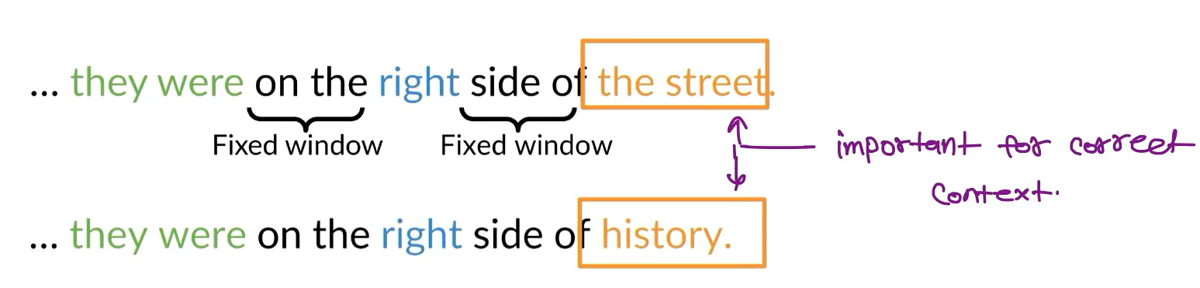 ... they were on the right side of the street.
Fixed window Fixed window
important for correct
context.
... they were on the right side of history.